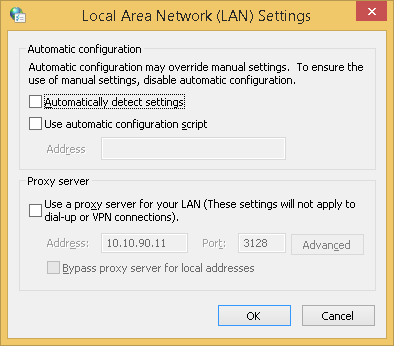 Local Area Network (LAN) Settings
Automatic configuration
Automatic configuration may override manual settings. To ensure the
use of manual settings, disable automatic configuration.
Automatically detect settings
Use automatic configuration script
Address
Proxy server
Use a proxy server for your LAN (These settings will not apply to
dial-up or VPN connections).
Address: 10.10.90.11 Port: 3128 Advanced
Bypass proxy server for local addresses
OK Cancel